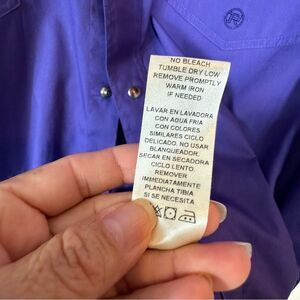 NO BLEACH
TUMBLE DRY LOW
REMOVE PROMPTLY
WARM IRON
IF NEEDED
LAVAR EN LAVADORA
CON AGUA FRIA
CON COLORES
SIMILARES CICLO
DELICADO. NO USAR
BLANQUEADOR.
SECAR EN SECADORA
CICLO LENTO.
REMOVER
IMMEDIATAMENTE
PLANCHA TIBIA
SI SE NECESITA